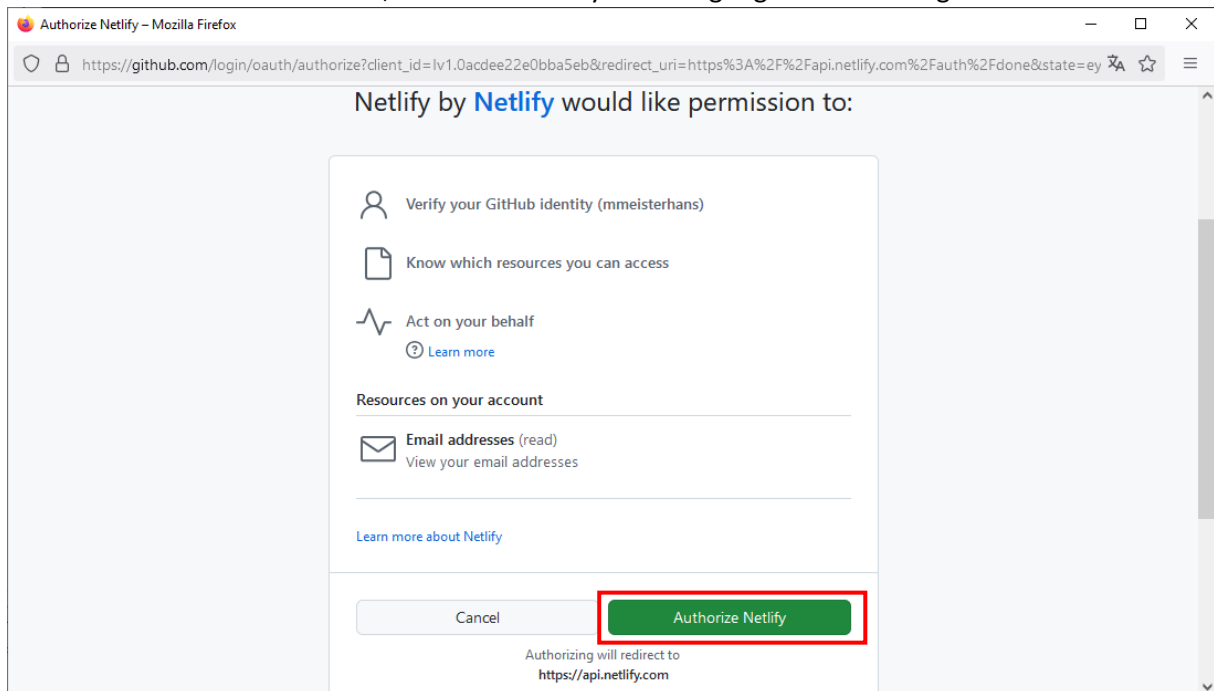 Authorize Netlify – Mozilla Firefox
https://github.com/login/oauth/authorize?client_id=Iv1.0acdee22e0bba5eb&redirect_uri=https%3A%2F%2Fapi.netlify.com%2Fauth%2Fdone&state=ey
Netlify by Netlify would like permission to:
Verify your GitHub identity (mmeisterhans)
Know which resources you can access
Act on your behalf
Learn more
Resources on your account
Email addresses (read)
View your email addresses
Learn more about Netlify
Cancel
Authorize Netlify
Authorizing will redirect to
https://api.netlify.com